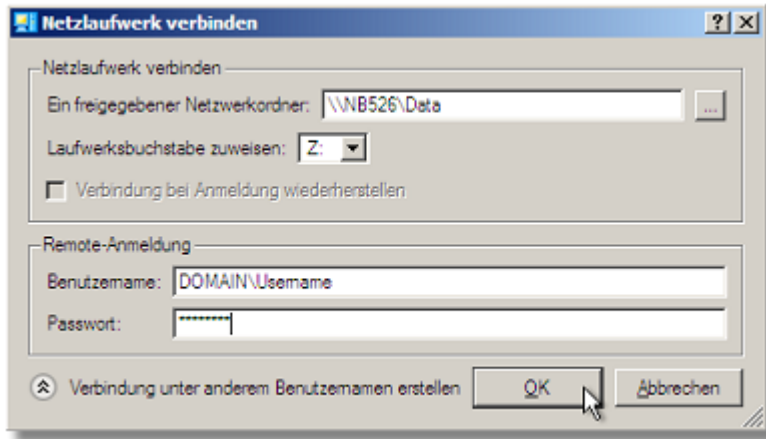 Netzlaufwerk verbinden
Netzlaufwerk verbinden
Ein freigegebener Netzwerkordner: \\NB526\Data ...
Laufwerksbuchstabe zuweisen: Z:
Verbindung bei Anmeldung wiederherstellen
Remote-Anmeldung
Benutzername: DOMAIN\Username
Passwort: ********
Verbindung unter anderem Benutzernamen erstellen OK Abbrechen